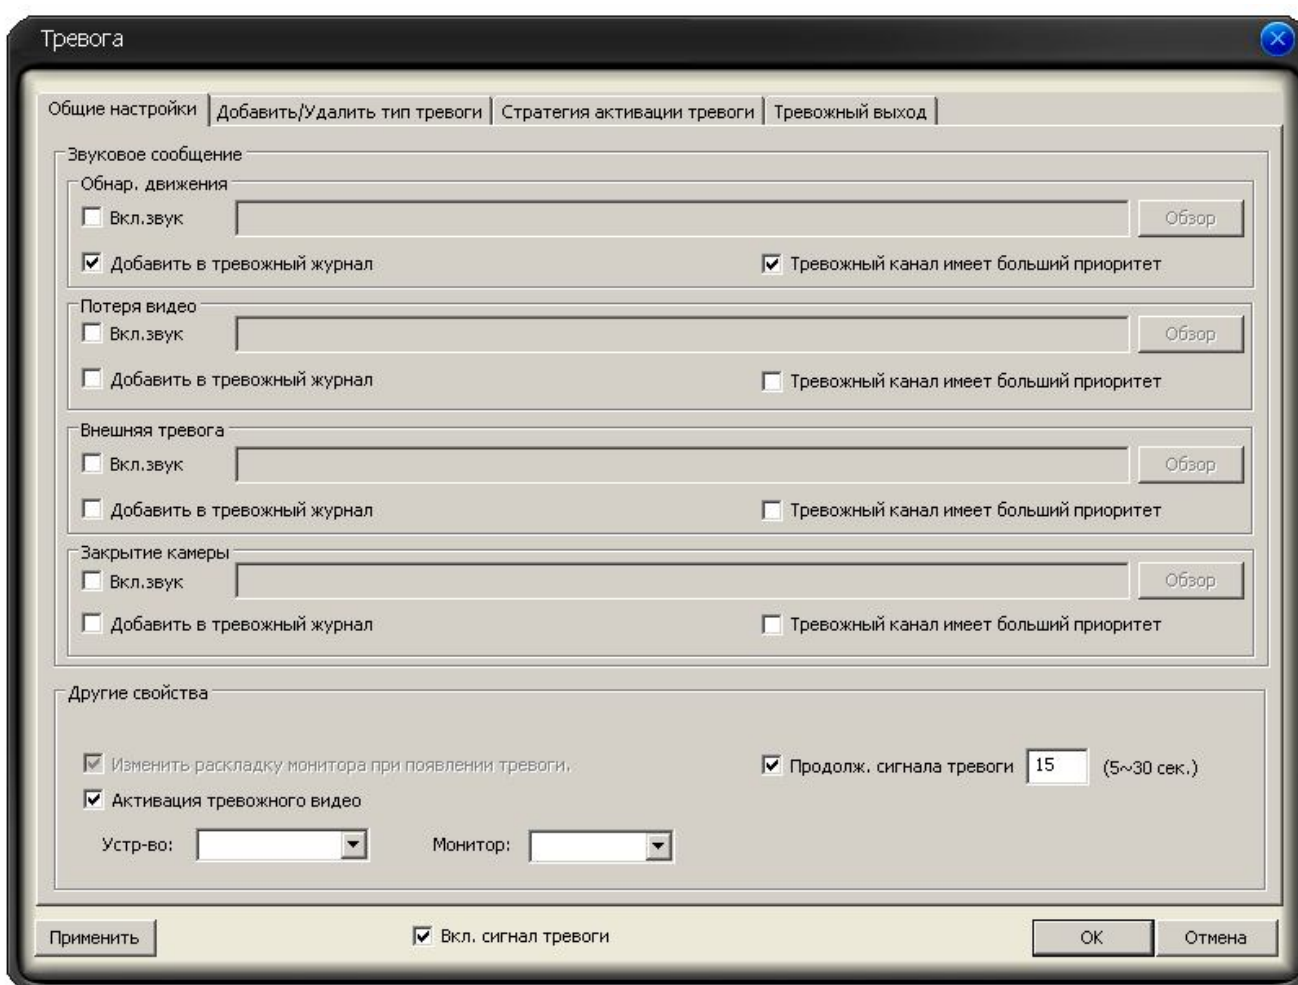 Тревога
Общие настройки Добавить/Удалить тип тревоги Стратегия активации тревоги Тревожный выход
Звуковое сообщение
Обнар. движения
Вкл.звук Обзор
Добавить в тревожный журнал Тревожный канал имеет больший приоритет
Потеря видео
Вкл.звук Обзор
Добавить в тревожный журнал Тревожный канал имеет больший приоритет
Внешняя тревога
Вкл.звук Обзор
Добавить в тревожный журнал Тревожный канал имеет больший приоритет
Закрытие камеры
Вкл.звук Обзор
Добавить в тревожный журнал Тревожный канал имеет больший приоритет
Другие свойства
Изменить раскладку монитора при появлении тревоги. Продолж. сигнала тревоги 15 (5~30 сек.)
Активация тревожного видео
Устр-во: Монитор:
Применить Вкл. сигнал тревоги OK Отмена